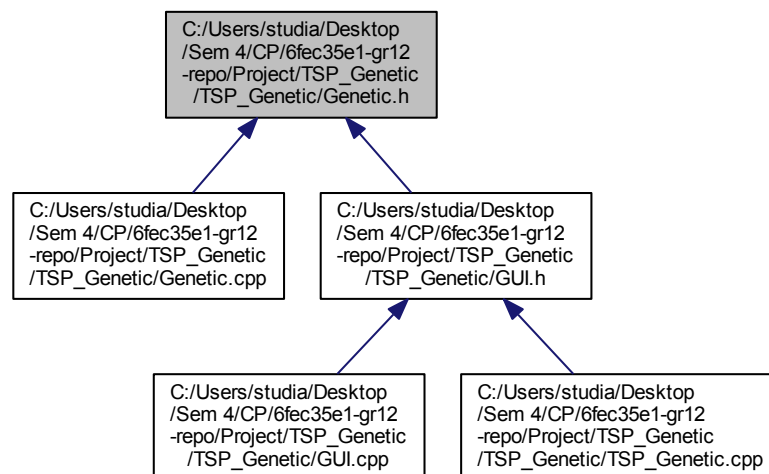 C:/Users/studia/Desktop
/Sem 4/CP/6fec35e1-gr12
-repo/Project/TSP_Genetic
/TSP_Genetic/Genetic.h
C:/Users/studia/Desktop
/Sem 4/CP/6fec35e1-gr12
-repo/Project/TSP_Genetic
/TSP_Genetic/Genetic.cpp
C:/Users/studia/Desktop
/Sem 4/CP/6fec35e1-gr12
-repo/Project/TSP_Genetic
/TSP_Genetic/GUI.h
C:/Users/studia/Desktop
/Sem 4/CP/6fec35e1-gr12
-repo/Project/TSP_Genetic
/TSP_Genetic/GUI.cpp
C:/Users/studia/Desktop
/Sem 4/CP/6fec35e1-gr12
-repo/Project/TSP_Genetic
/TSP_Genetic/TSP_Genetic.cpp